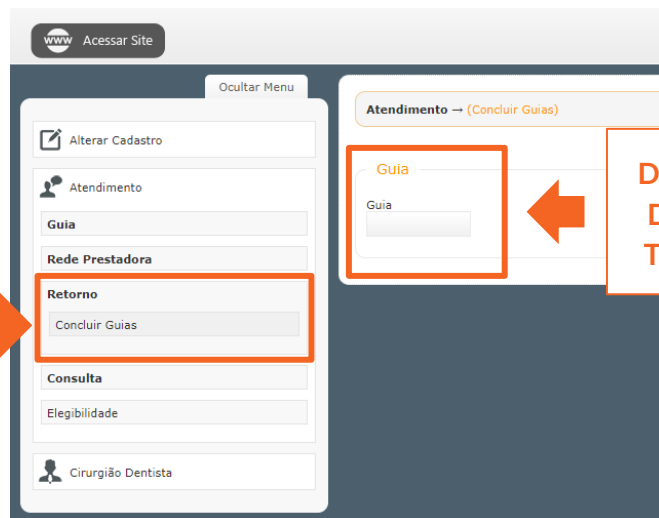 www Acessar Site
Ocultar Menu
Alterar Cadastro
Atendimento
Guia
Rede Prestadora
Retorno
Concluir Guias
Consulta
Elegibilidade
Cirurgião Dentista
Atendimento → (Concluir Guias)
Guia
Guia